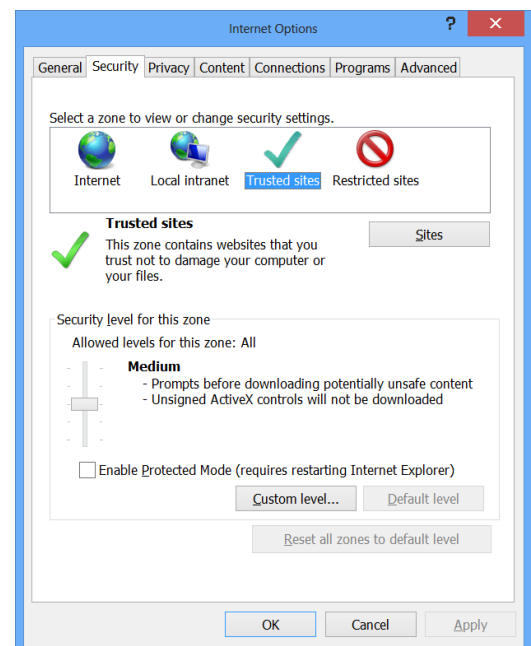 Internet Options
?
General Security Privacy Content Connections Programs Advanced
Select a zone to view or change security settings.
Internet Local intranet Trusted sites Restricted sites
Trusted sites
Sites
This zone contains websites that you
trust not to damage your computer or
your files.
Security level for this zone
Allowed levels for this zone: All
Medium
- Prompts before downloading potentially unsafe content
- Unsigned ActiveX controls will not be downloaded
Enable Protected Mode (requires restarting Internet Explorer)
Custom level... Default level
Reset all zones to default level
OK Cancel Apply